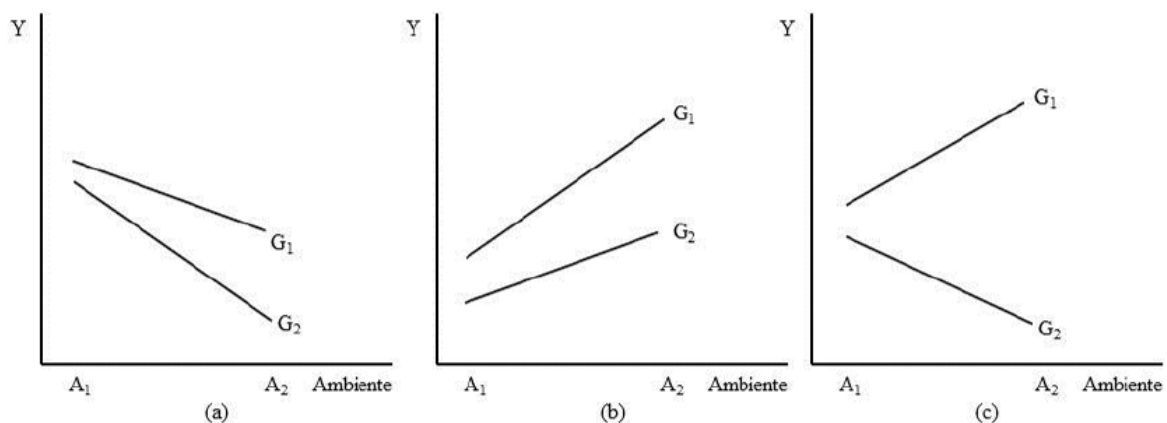 Y
G₁
G₂
A₁ A₂ Ambiente
(a)
Y
G₁
G₂
A₁ A₂ Ambiente
(b)
Y
G₁
G₂
A₁ A₂ Ambiente
(c)